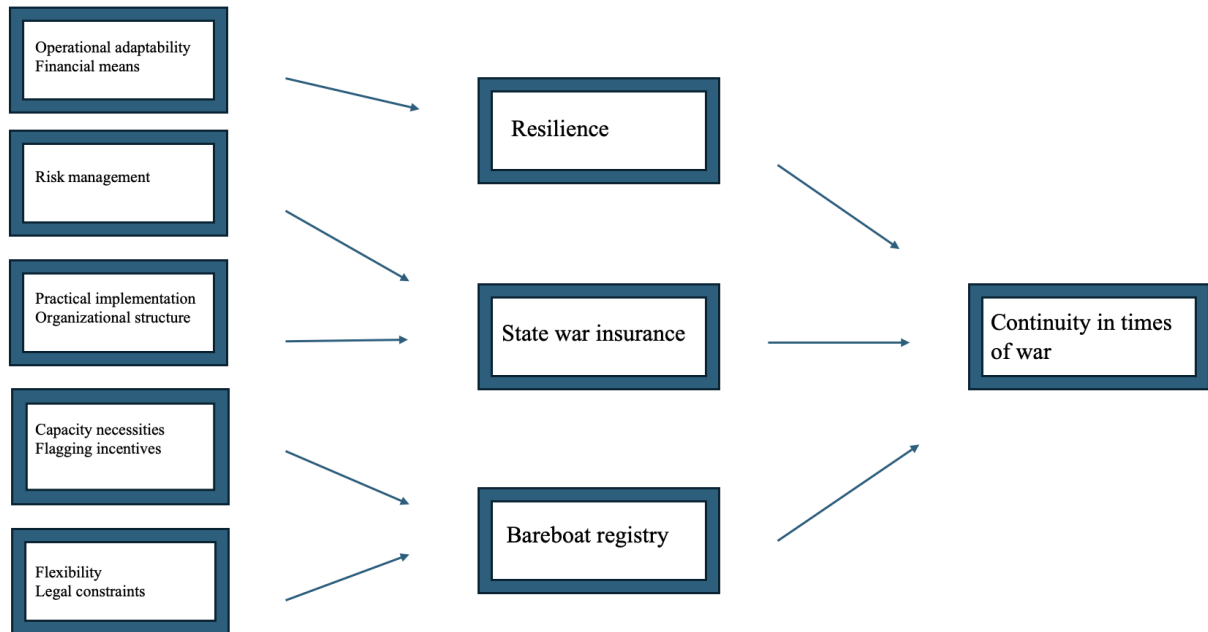 Operational adaptability
Financial means
Risk management
Practical implementation
Organizational structure
Capacity necessities
Flagging incentives
Flexibility
Legal constraints
Resilience
State war insurance
Bareboat registry
Continuity in times
of war